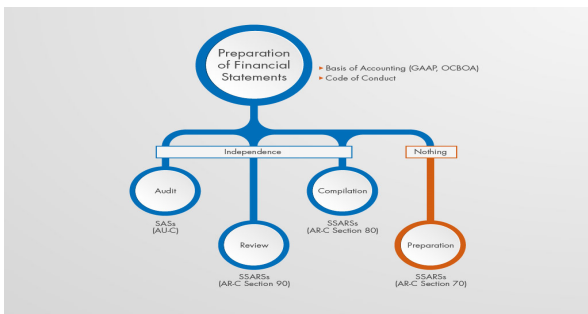 Preparation
of Financial
Statements
▸ Basis of Accounting (GAAP, OCBOA)
▸ Code of Conduct
Independence
Nothing
Audit
SASs
(AU-C)
Review
SSARSs
(AR-C Section 90)
Compilation
SSARSs
(AR-C Section 80)
Preparation
SSARSs
(AR-C Section 70)